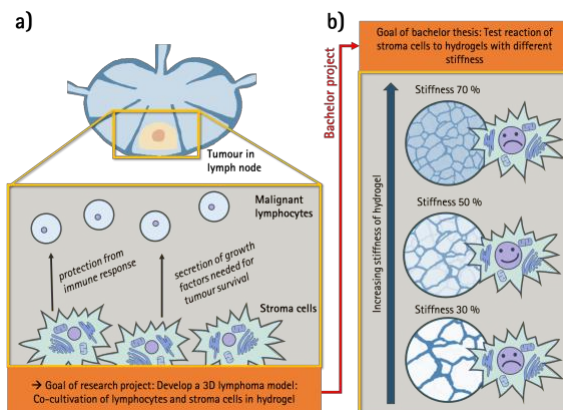 a)
Tumour in
lymph node
Malignant
lymphocytes
protection from
immune response
secretion of growth
factors needed for
tumour survival
Stroma cells
→ Goal of research project: Develop a 3D lymphoma model:
Co-cultivation of lymphocytes and stroma cells in hydrogel
Bachelor project
b)
Goal of bachelor thesis: Test reaction of
stroma cells to hydrogels with different
stiffness
Increasing stiffness of hydrogel
Stiffness 70 %
Stiffness 50 %
Stiffness 30 %